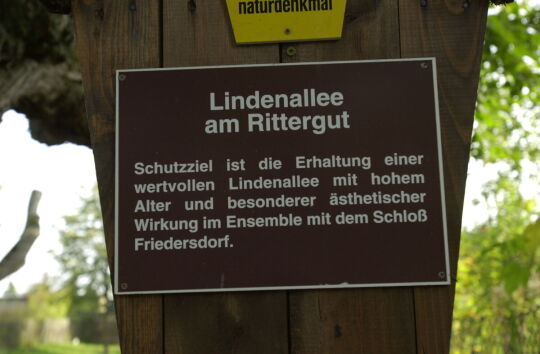 naturdenkmal
Lindenallee
am Rittergut
Schutzziel ist die Erhaltung einer
wertvollen Lindenallee mit hohem
Alter und besonderer ästhetischer
Wirkung im Ensemble mit dem Schloß
Friedersdorf.